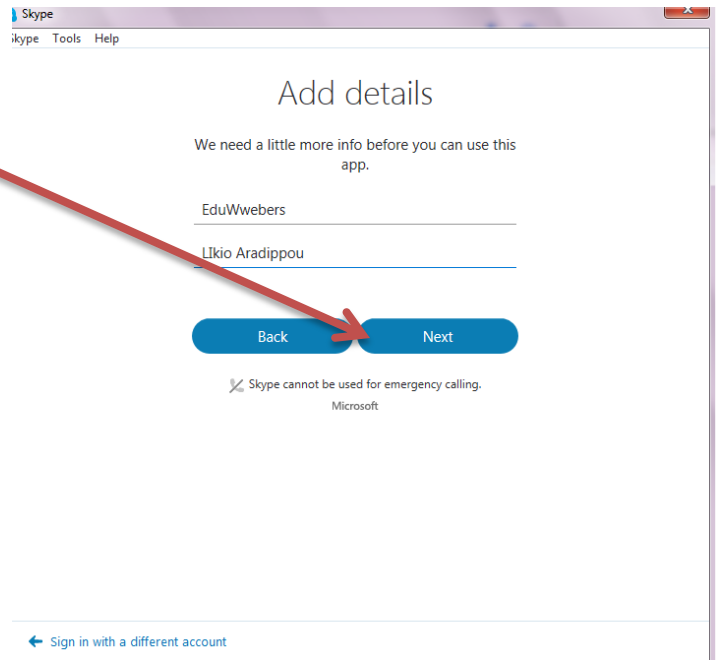 Skype
Skype Tools Help
Add details
We need a little more info before you can use this
app.
EduWwebers
LIkio Aradippou
Back Next
Skype cannot be used for emergency calling.
Microsoft
Sign in with a different account